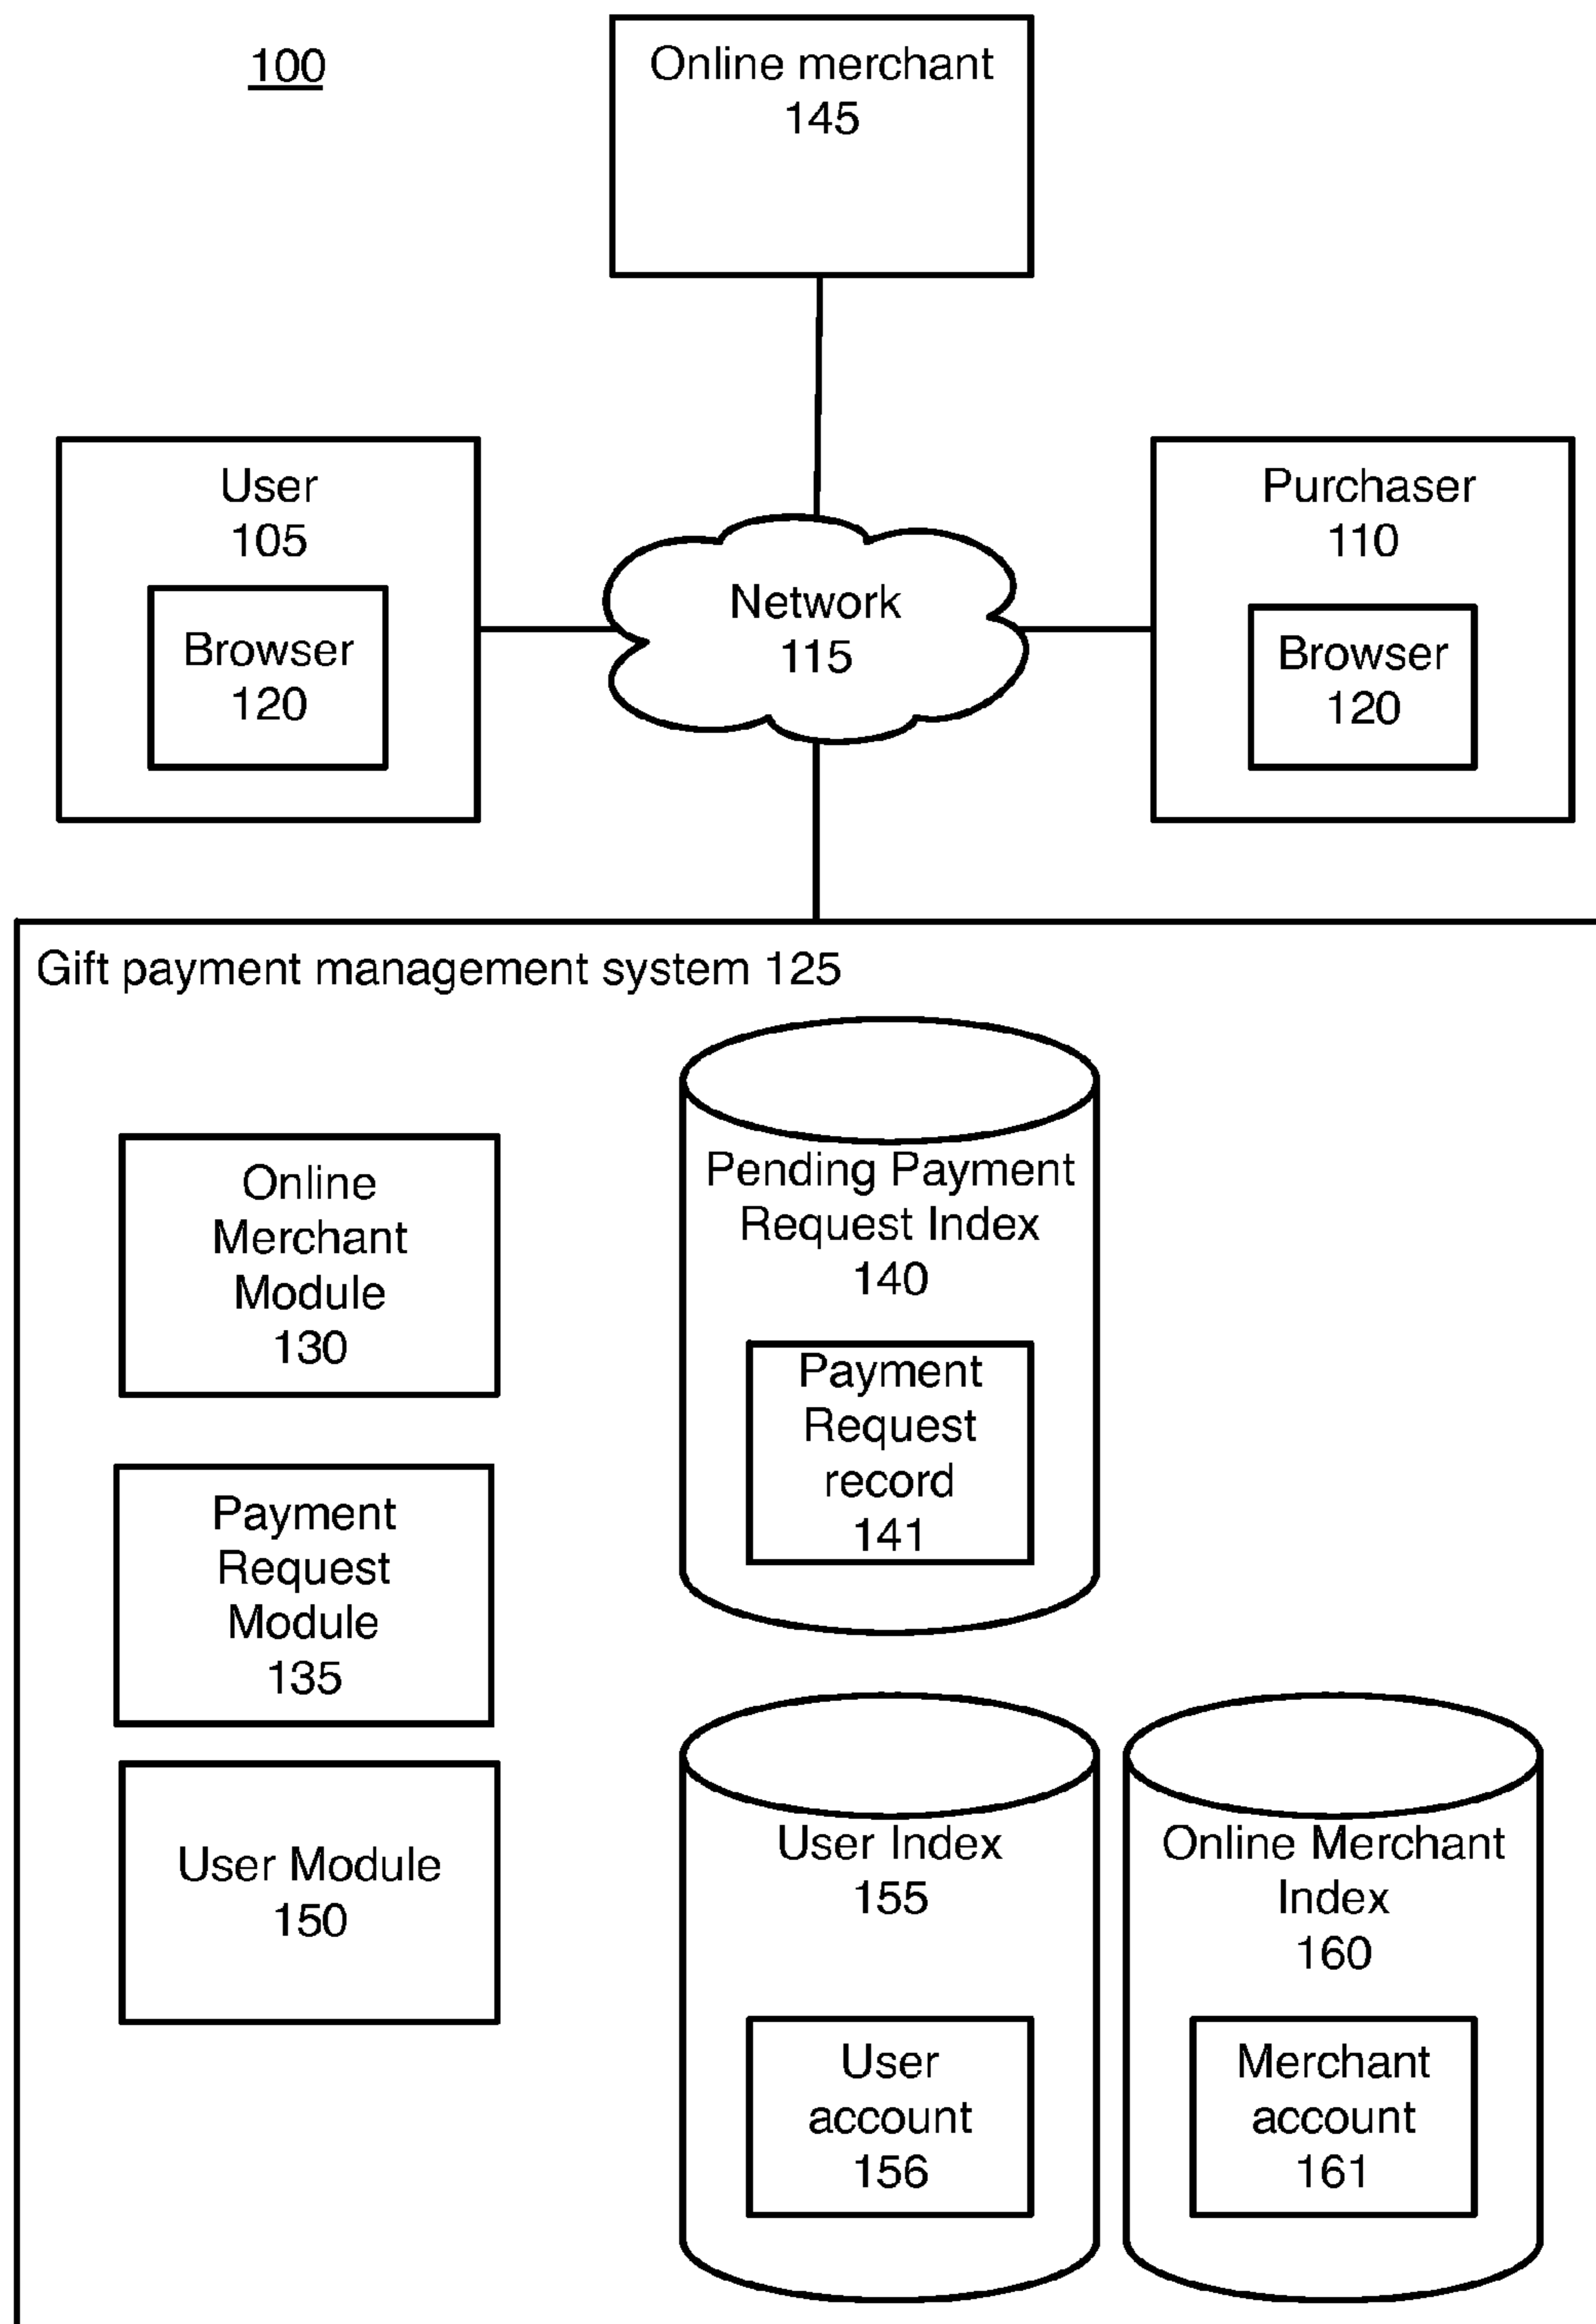 100
Online merchant
145
User
105
Browser
120
Network
115
Purchaser
110
Browser
120
Gift payment management system 125
Online
Merchant
Module
130
Payment
Request
Module
135
User Module
150
Pending Payment
Request Index
140
Payment
Request
record
141
User Index
155
User
account
156
Online Merchant
Index
160
Merchant
account
161